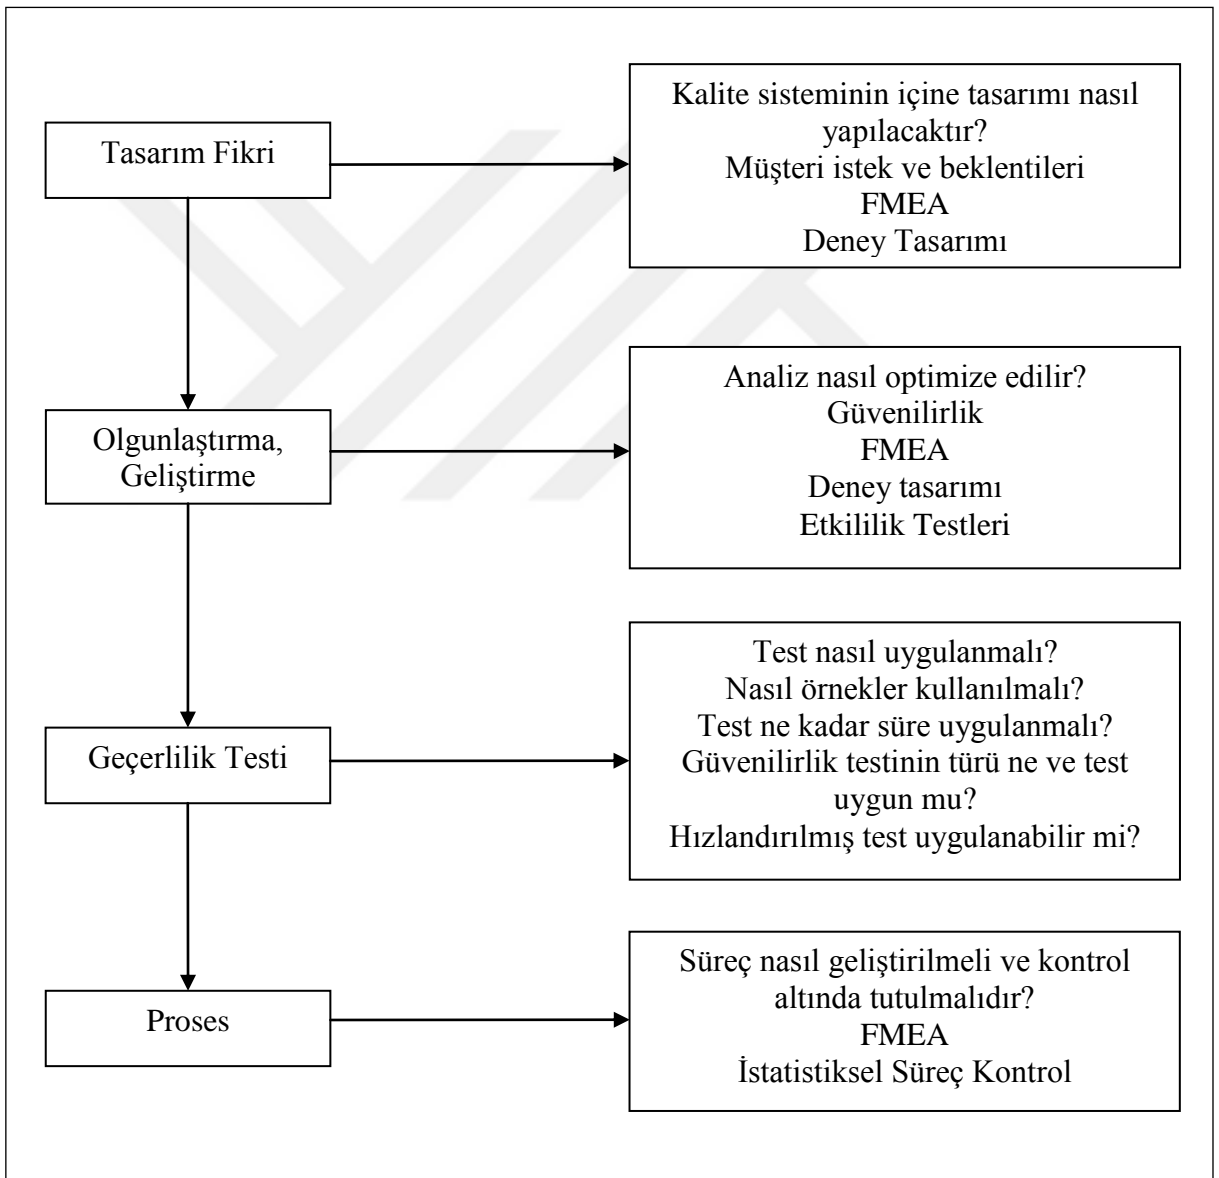 Tasarım Fikri
Kalite sisteminin içine tasarımı nasıl
yapılacaktır?
Müşteri istek ve beklentileri
FMEA
Deney Tasarımı
Olgunlaştırma,
Geliştirme
Analiz nasıl optimize edilir?
Güvenilirlik
FMEA
Deney tasarımı
Etkililik Testleri
Geçerlilik Testi
Test nasıl uygulanmalı?
Nasıl örnekler kullanılmalı?
Test ne kadar süre uygulanmalı?
Güvenilirlik testinin türü ne ve test
uygun mu?
Hızlandırılmış test uygulanabilir mi?
Proses
Süreç nasıl geliştirilmeli ve kontrol
altında tutulmalıdır?
FMEA
İstatistiksel Süreç Kontrol